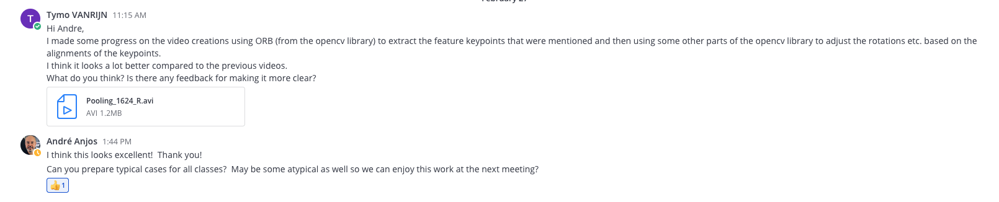 February 27
T
Tymo VANRIJN 11:15 AM
Hi Andre,
I made some progress on the video creations using ORB (from the opencv library) to extract the feature keypoints that were mentioned and then using some other parts of the opencv library to adjust the rotations etc. based on the
alignments of the keypoints.
I think it looks a lot better compared to the previous videos.
What do you think? Is there any feedback for making it more clear?
Pooling_1624_R.avi
AVI 1.2MB
André Anjos 1:44 PM
I think this looks excellent!  Thank you!
Can you prepare typical cases for all classes?  May be some atypical as well so we can enjoy this work at the next meeting?
👍 1